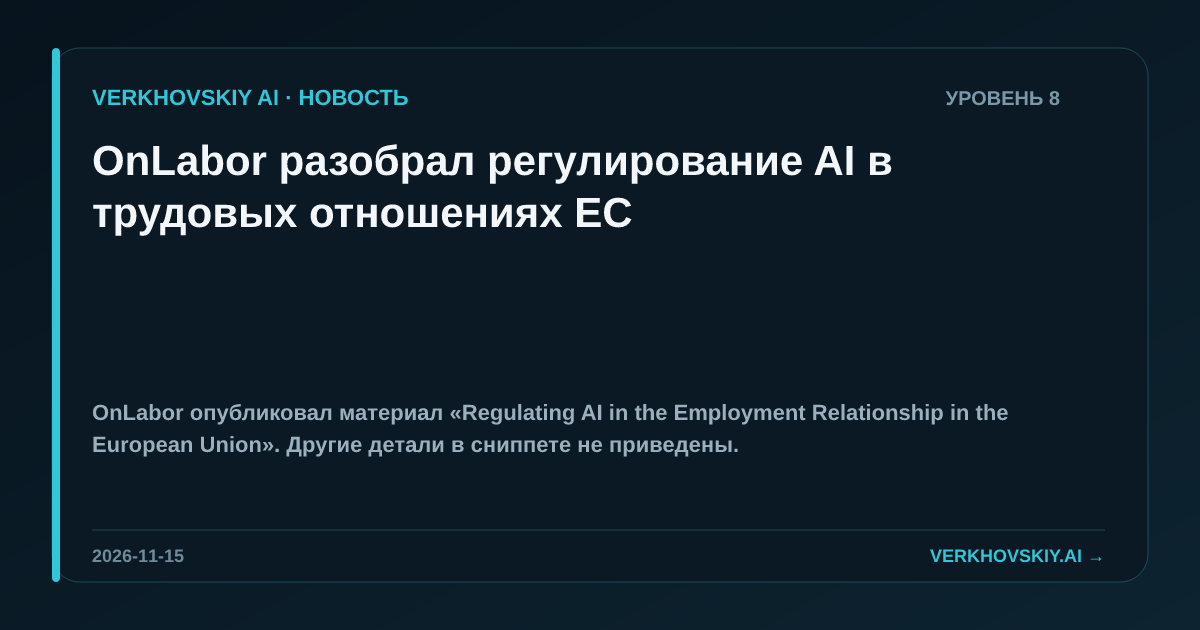 VERKHOVSKIY AI · НОВОСТЬ
УРОВЕНЬ 8
OnLabor разобрал регулирование AI в
трудовых отношениях ЕС
OnLabor опубликовал материал «Regulating AI in the Employment Relationship in the
European Union». Другие детали в сниппете не приведены.
2026-11-15
VERKHOVSKIY.AI →